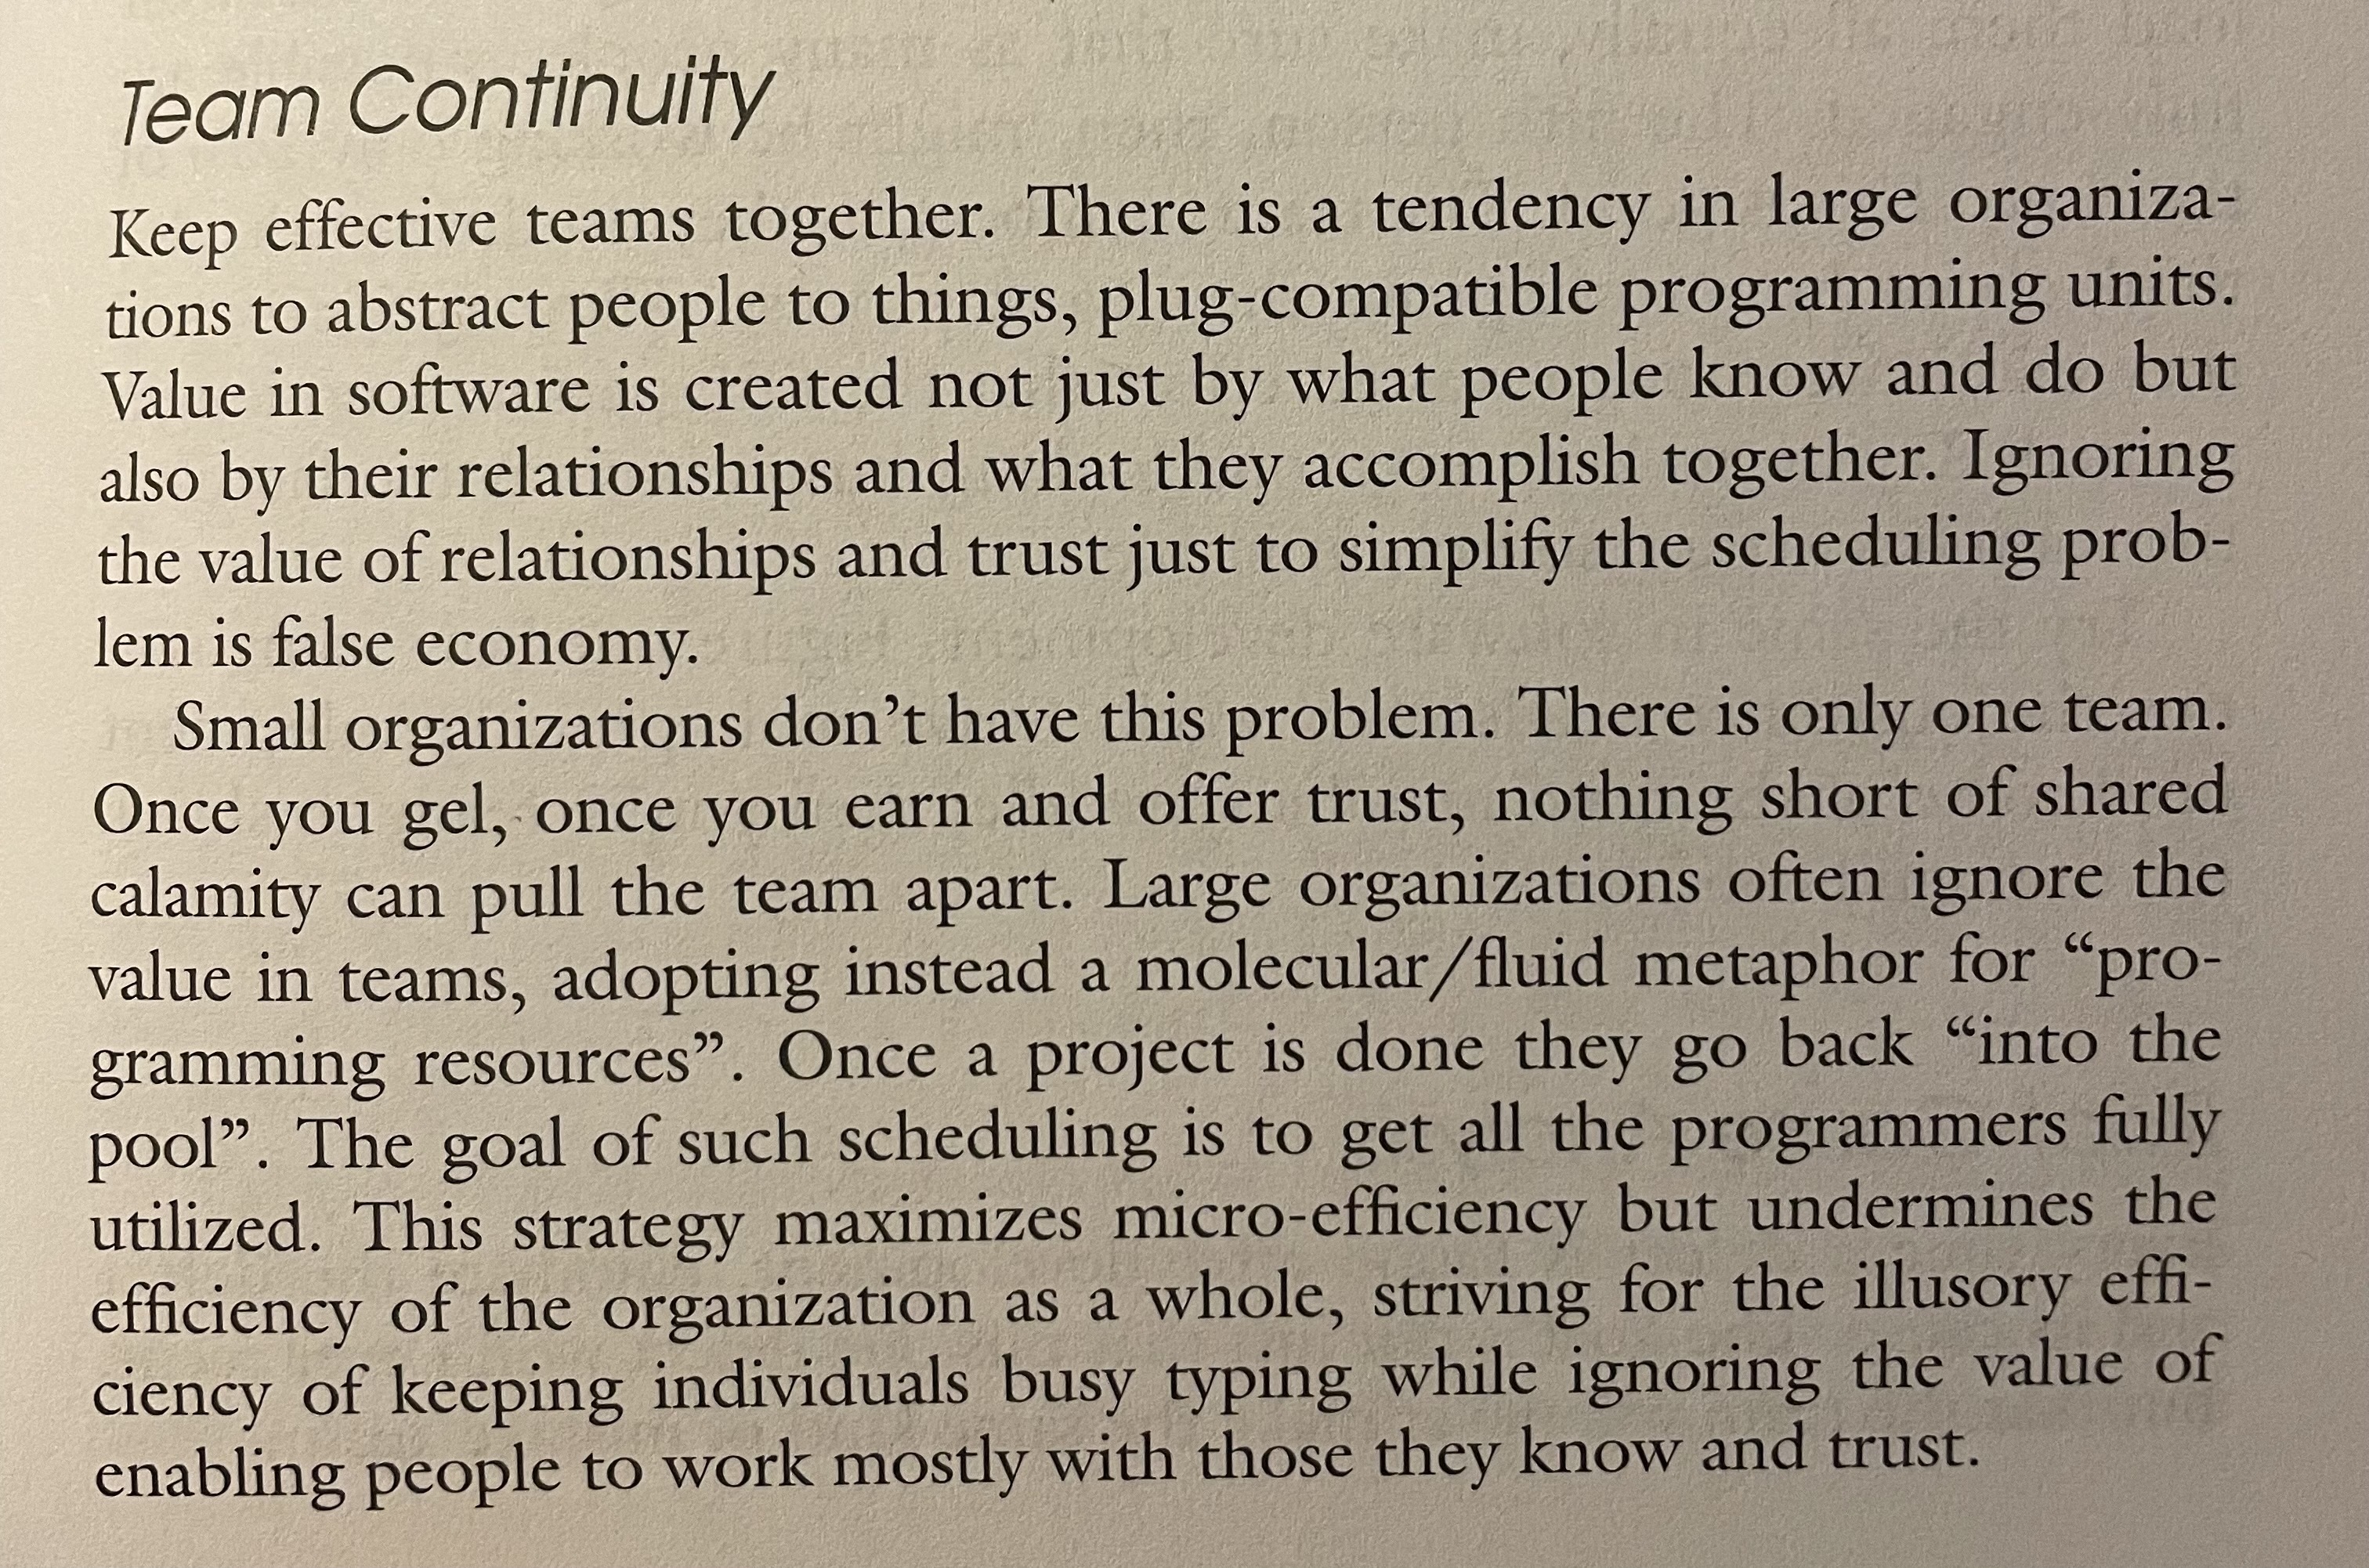 Team Continuity
Keep effective teams together. There is a tendency in large organiza-
tions to abstract people to things, plug-compatible programming units.
Value in software is created not just by what people know and do but
also by their relationships and what they accomplish together. Ignoring
the value of relationships and trust just to simplify the scheduling prob-
lem is false economy.
Small organizations don’t have this problem. There is only one team.
Once you gel, once you earn and offer trust, nothing short of shared
calamity can pull the team apart. Large organizations often ignore the
value in teams, adopting instead a molecular/fluid metaphor for “pro-
gramming resources”. Once a project is done they go back “into the
pool”. The goal of such scheduling is to get all the programmers fully
utilized. This strategy maximizes micro-efficiency but undermines the
efficiency of the organization as a whole, striving for the illusory effi-
ciency of keeping individuals busy typing while ignoring the value of
enabling people to work mostly with those they know and trust.